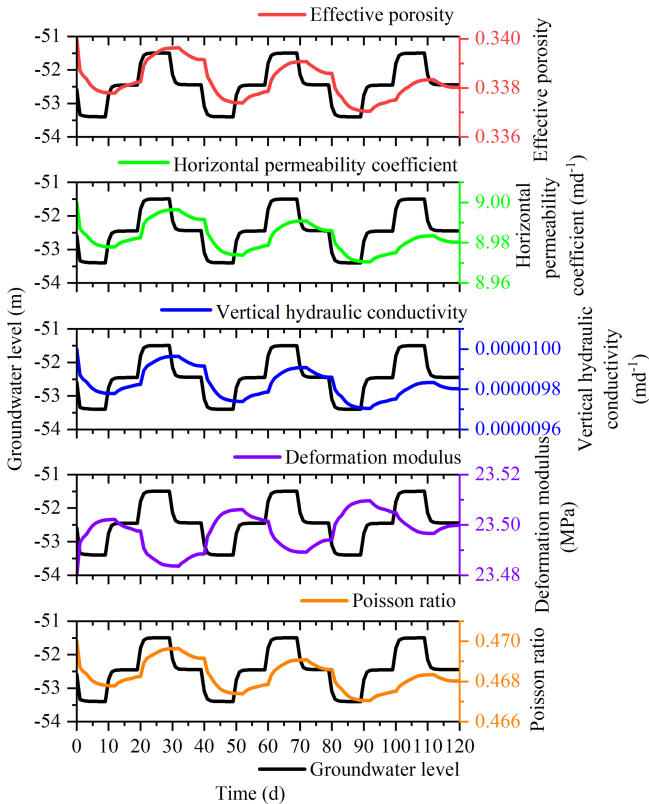 Effective porosity
-51
-52
-53
-54
0.340
0.338
0.336
Effective porosity
Horizontal permeability coefficient
-51
-52
-53
-54
9.00
8.98
8.96
Horizontal
permeability
coefficient (md-1)
Vertical hydraulic conductivity
-51
-52
-53
-54
0.0000100
0.0000098
0.0000096
Vertical hydraulic
conductivity
(md-1)
Groundwater level (m)
Deformation modulus
-51
-52
-53
-54
23.52
23.50
23.48
Deformation modulus
(MPa)
Poisson ratio
-51
-52
-53
-54
0.470
0.468
0.466
Poisson ratio
0 10 20 30 40 50 60 70 80 90 100 110 120
Groundwater level
Time (d)